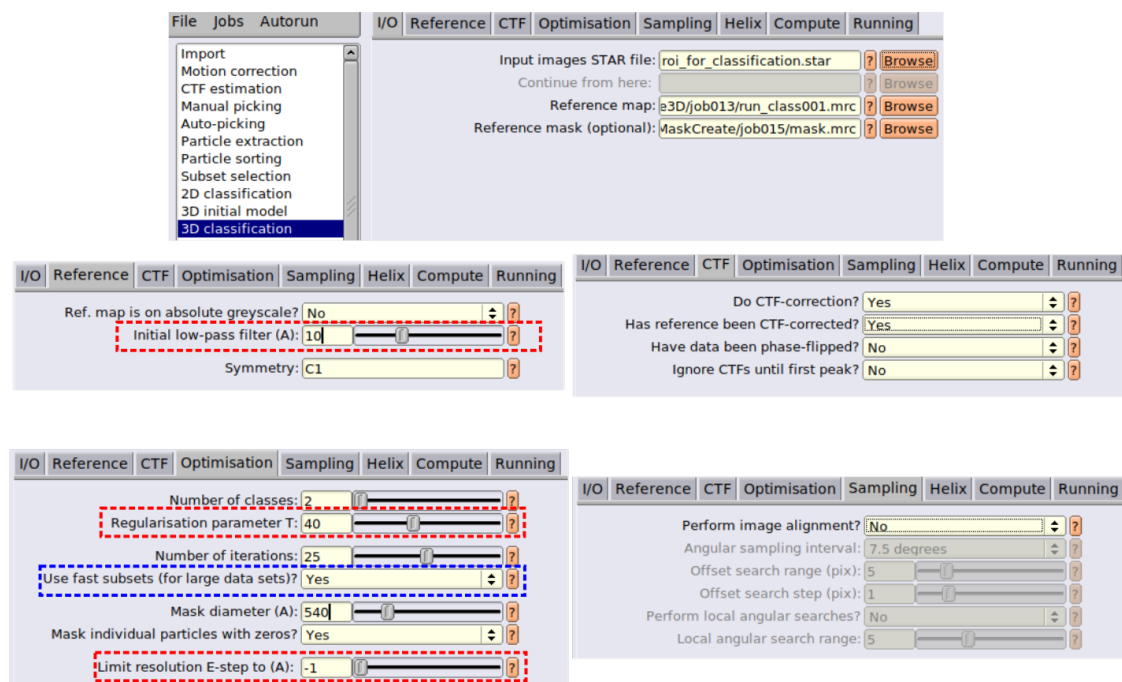 File Jobs Autorun
Import
Motion correction
CTF estimation
Manual picking
Auto-picking
Particle extraction
Particle sorting
Subset selection
2D classification
3D initial model
3D classification
I/O Reference CTF Optimisation Sampling Helix Compute Running
Input images STAR file: roi_for_classification.star ? Browse
Continue from here: ? Browse
Reference map: e3D/job013/run_class001.mrc ? Browse
Reference mask (optional): MaskCreate/job015/mask.mrc ? Browse
I/O Reference CTF Optimisation Sampling Helix Compute Running
Ref. map is on absolute greyscale? No ?
Initial low-pass filter (A): 10 ?
Symmetry: C1 ?
I/O Reference CTF Optimisation Sampling Helix Compute Running
Do CTF-correction? Yes ?
Has reference been CTF-corrected? Yes ?
Have data been phase-flipped? No ?
Ignore CTFs until first peak? No ?
I/O Reference CTF Optimisation Sampling Helix Compute Running
Number of classes: 2 ?
Regularisation parameter T: 40 ?
Number of iterations: 25 ?
Use fast subsets (for large data sets)? Yes ?
Mask diameter (A): 540 ?
Mask individual particles with zeros? Yes ?
Limit resolution E-step to (A): -1 ?
I/O Reference CTF Optimisation Sampling Helix Compute Running
Perform image alignment? No ?
Angular sampling interval: 7.5 degrees ?
Offset search range (pix): 5 ?
Offset search step (pix): 1 ?
Perform local angular searches? No ?
Local angular search range: 5 ?